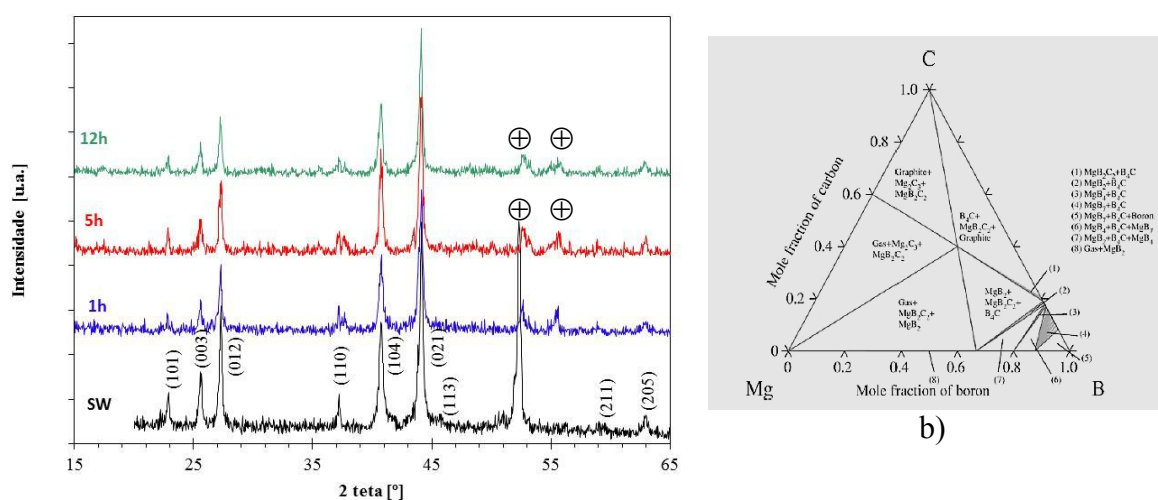 Intensidade [u.a.]
12h
5h
1h
SW
⊕ ⊕
⊕ ⊕
(101)
(003)
(012)
(110)
(104)
(021)
(113)
(211)
(205)
15 25 35 45 55 65
2 teta [º]
C
1.0
0.8
0.6
0.4
0.2
0
Mole fraction of carbon
Graphite+
Mg2C3+
MgB2C2
B4C+
MgB2C2+
Graphite
Gas+Mg2C3+
MgB2C2
Gas+
MgB2C2+
MgB2
MgB2+
MgB2C2+
B4C
(1)
(2)
(3)
(4)
(5)
(6)
(7)
(8)
(1) MgB2C2+B4C
(2) MgB2+B4C
(3) MgB4+B4C
(4) MgB7+B4C
(5) MgB7+B4C+Boron
(6) MgB4+B4C+MgB7
(7) MgB2+B4C+MgB4
(8) Gas+MgB2
0 0.2 0.4 0.6 0.8 1.0
Mg
Mole fraction of boron
B
b)